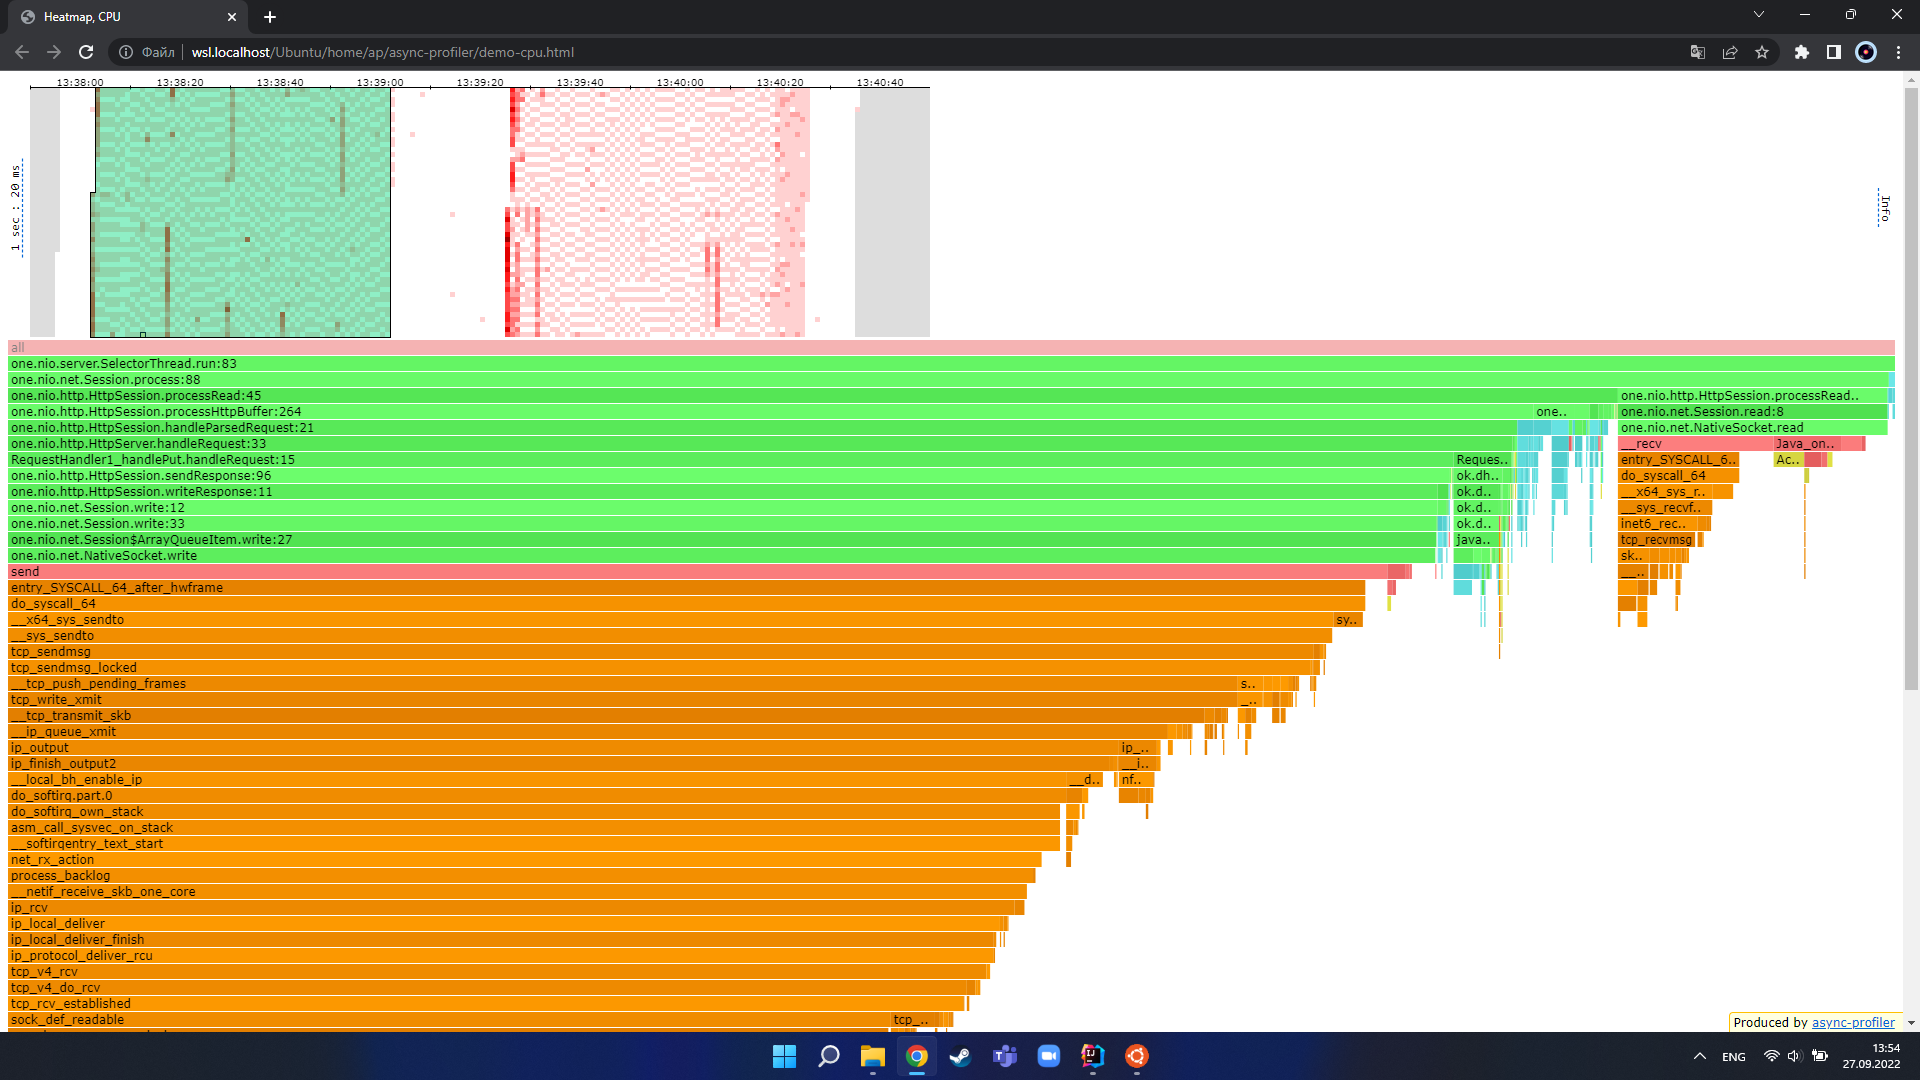 Heatmap, CPU
Файл | wsl.localhost/Ubuntu/home/ap/async-profiler/demo-cpu.html
13:38:00 13:38:20 13:38:40 13:39:00 13:39:20 13:39:40 13:40:00 13:40:20 13:40:40
1 sec : 20 ms
Info
all
one.nio.server.SelectorThread.run:83
one.nio.net.Session.process:88
one.nio.http.HttpSession.processRead:45 one.nio.http.HttpSession.processRead..
one.nio.http.HttpSession.processHttpBuffer:264 one.. one.nio.net.Session.read:8
one.nio.http.HttpSession.handleParsedRequest:21 one.nio.net.NativeSocket.read
one.nio.http.HttpServer.handleRequest:33 __recv Java_on..
RequestHandler1_handlePut.handleRequest:15 Reques.. entry_SYSCALL_6.. Ac..
one.nio.http.HttpSession.sendResponse:96 ok.dh.. do_syscall_64
one.nio.http.HttpSession.writeResponse:11 ok.d.. __x64_sys_r..
one.nio.net.Session.write:12 ok.d.. __sys_recvf..
one.nio.net.Session.write:33 ok.d.. inet6_rec..
one.nio.net.Session$ArrayQueueItem.write:27 java.. tcp_recvmsg
one.nio.net.NativeSocket.write sk..
send __..
entry_SYSCALL_64_after_hwframe
do_syscall_64
__x64_sys_sendto sy..
__sys_sendto
tcp_sendmsg
tcp_sendmsg_locked
__tcp_push_pending_frames s..
tcp_write_xmit _..
__tcp_transmit_skb
__ip_queue_xmit
ip_output ip_..
ip_finish_output2 __i..
__local_bh_enable_ip __d.. nf..
do_softirq.part.0
do_softirq_own_stack
asm_call_sysvec_on_stack
__softirqentry_text_start
net_rx_action
process_backlog
__netif_receive_skb_one_core
ip_rcv
ip_local_deliver
ip_local_deliver_finish
ip_protocol_deliver_rcu
tcp_v4_rcv
tcp_v4_do_rcv
tcp_rcv_established
sock_def_readable tcp_..
Produced by async-profiler
ENG
13:54
27.09.2022